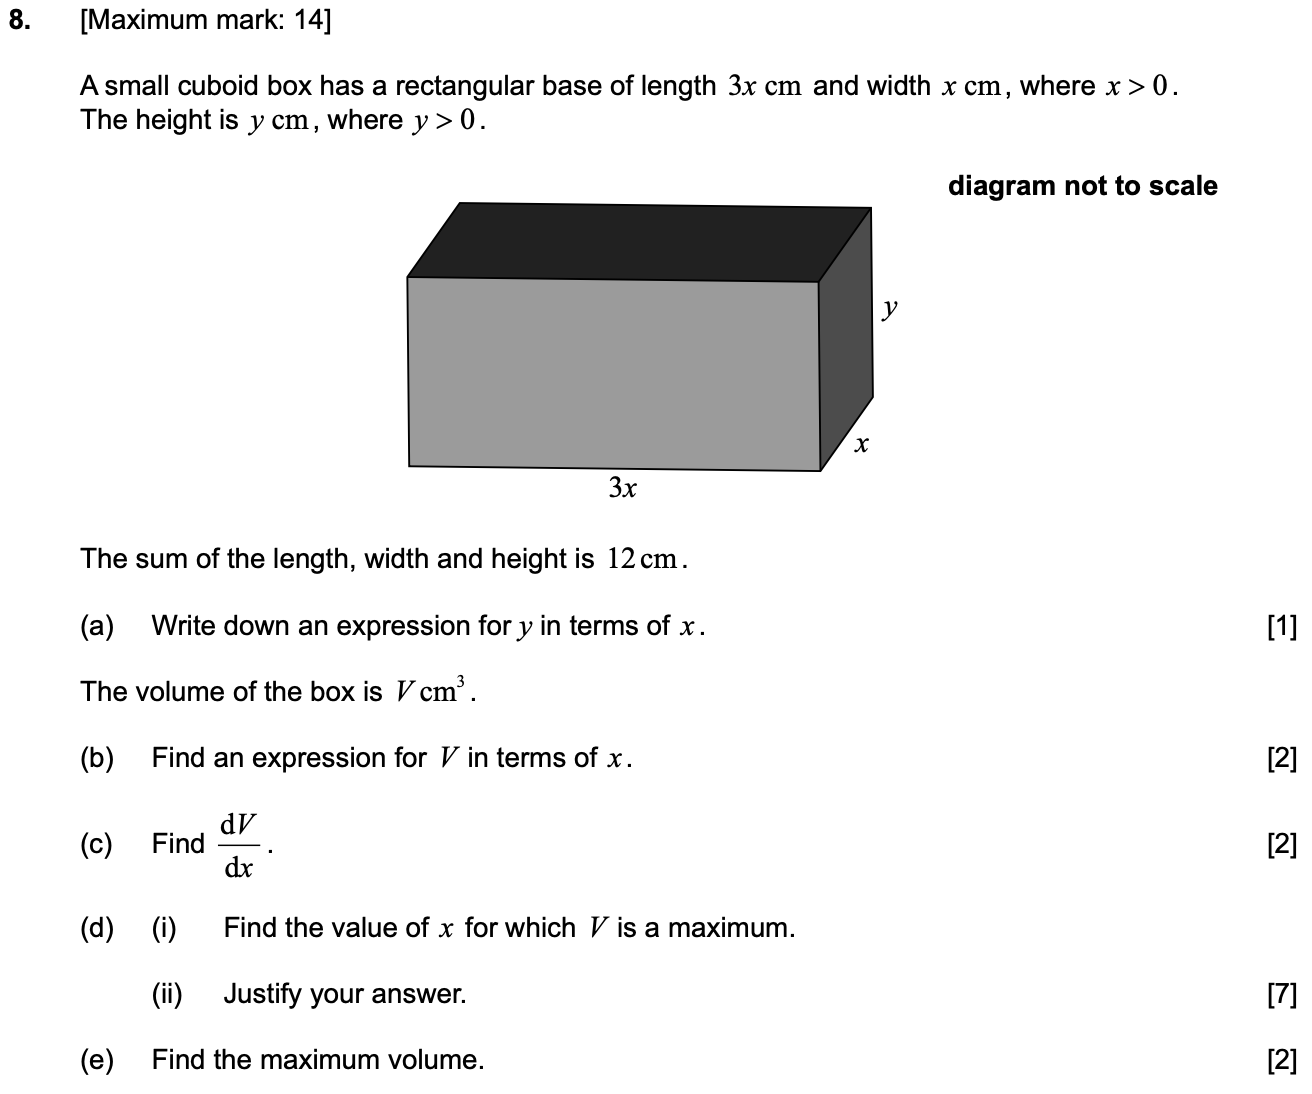 8. [Maximum mark: 14]
A small cuboid box has a rectangular base of length 3x cm and width x cm, where x > 0.
The height is y cm, where y > 0.
diagram not to scale
y
x
3x
The sum of the length, width and height is 12 cm.
(a) Write down an expression for y in terms of x. [1]
The volume of the box is V cm³.
(b) Find an expression for V in terms of x. [2]
(c) Find dV/dx. [2]
(d) (i) Find the value of x for which V is a maximum.
(ii) Justify your answer. [7]
(e) Find the maximum volume. [2]